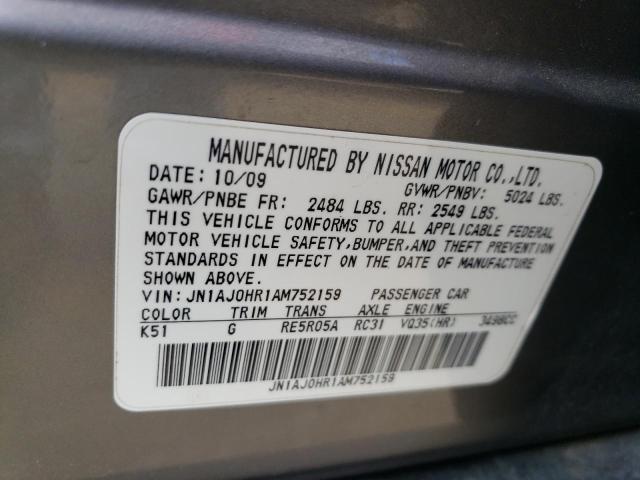 MANUFACTURED BY NISSAN MOTOR CO.,LTD.
DATE: 10/09 GVWR/PNBV: 5024 LBS.
GAWR/PNBE FR: 2484 LBS. RR: 2549 LBS.
THIS VEHICLE CONFORMS TO ALL APPLICABLE FEDERAL
MOTOR VEHICLE SAFETY,BUMPER,AND THEFT PREVENTION
STANDARDS IN EFFECT ON THE DATE OF MANUFACTURE
SHOWN ABOVE.
VIN: JN1AJ0HR1AM752159 PASSENGER CAR
COLOR TRIM TRANS AXLE ENGINE
K51 G RE5R05A RC31 VQ35(HR) 3498CC
JN1AJ0HR1AM752159